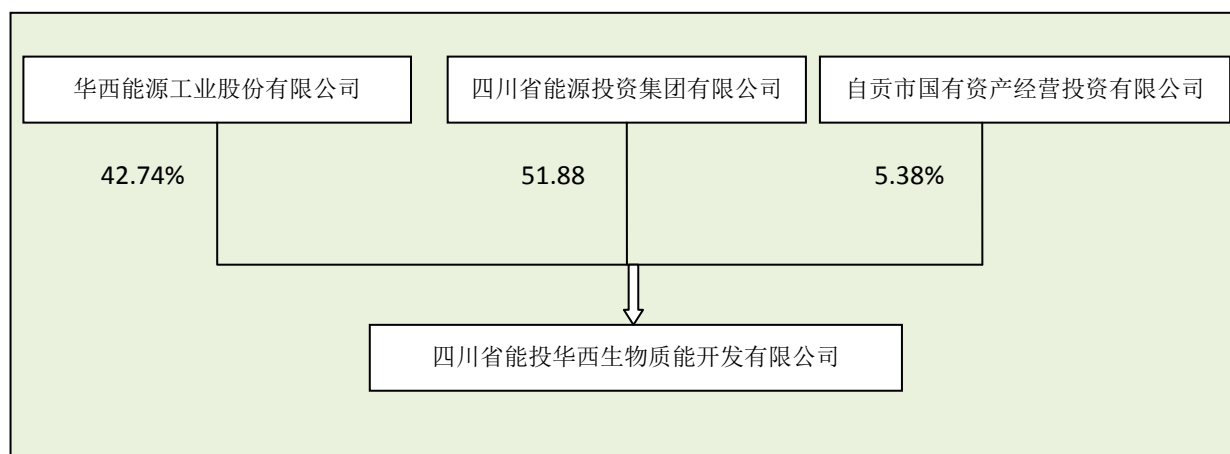 华西能源工业股份有限公司
四川省能源投资集团有限公司
自贡市国有资产经营投资有限公司
42.74%
51.88
5.38%
四川省能投华西生物质能开发有限公司